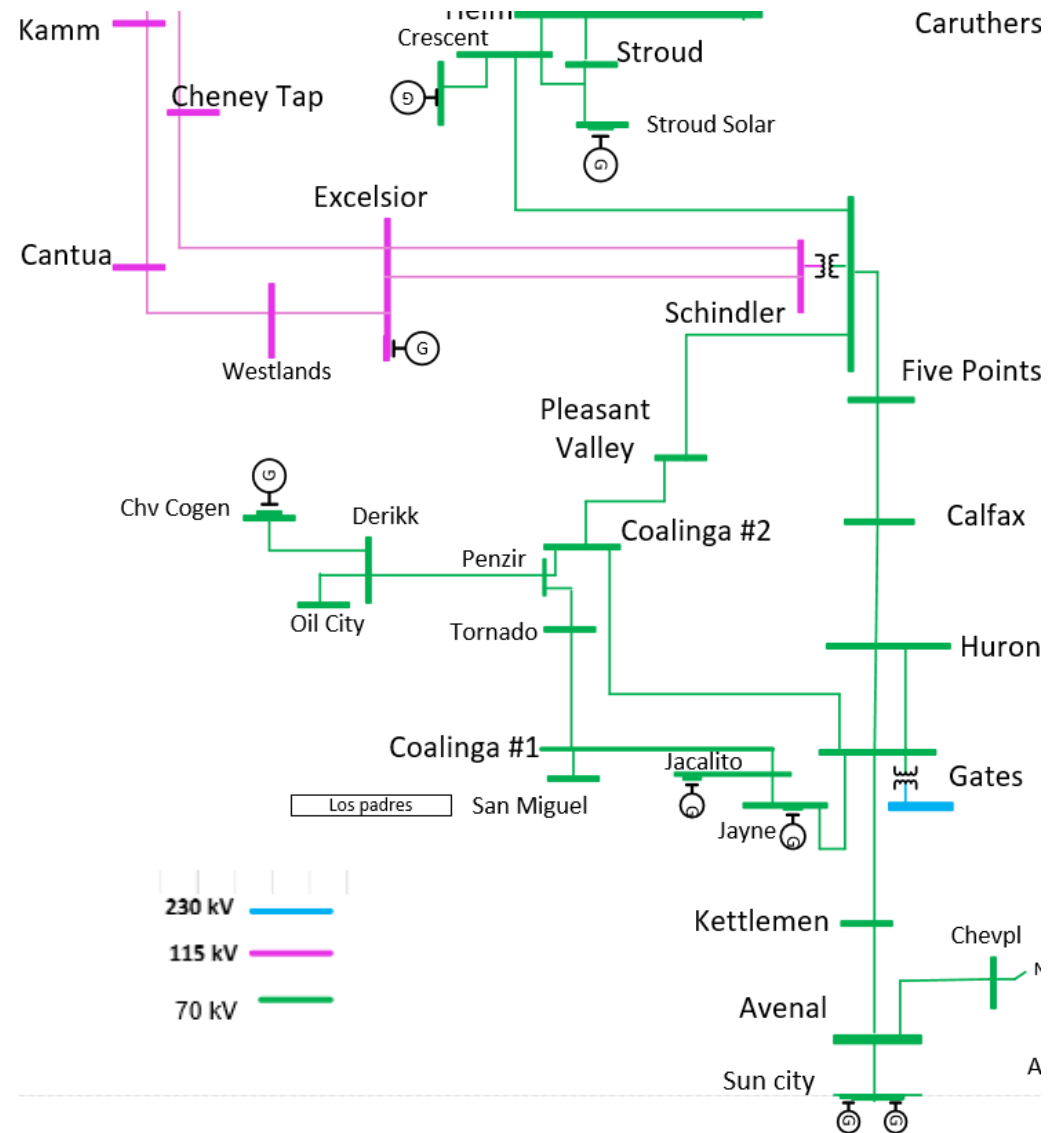 Helm
Caruthers
Kamm
Crescent
Stroud
G
Cheney Tap
Stroud Solar
G
Excelsior
Cantua
Schindler
G
Westlands
Five Points
Pleasant
Valley
G
Chv Cogen
Derikk
Calfax
Coalinga #2
Penzir
Oil City
Tornado
Huron
Coalinga #1
Jacalito
Gates
Los padres
San Miguel
G
Jayne
G
230 kV
Kettlemen
Chevpl
115 kV
N
70 kV
Avenal
A
Sun city
G
G